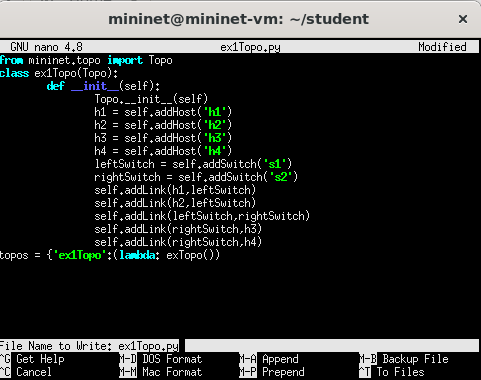 mininet@mininet-vm: ~/student ×
GNU nano 4.8 ex1Topo.py Modified
from mininet.topo import Topo
class ex1Topo(Topo):
def __init__(self):
Topo.__init__(self)
h1 = self.addHost('h1')
h2 = self.addHost('h2')
h3 = self.addHost('h3')
h4 = self.addHost('h4')
leftSwitch = self.addSwitch('s1')
rightSwitch = self.addSwitch('s2')
self.addLink(h1,leftSwitch)
self.addLink(h2,leftSwitch)
self.addLink(leftSwitch,rightSwitch)
self.addLink(rightSwitch,h3)
self.addLink(rightSwitch,h4)
topos = {'ex1Topo':(lambda: exTopo())
File Name to Write: ex1Topo.py
^G Get Help M-D DOS Format M-A Append M-B Backup File
^C Cancel M-M Mac Format M-P Prepend ^T To Files